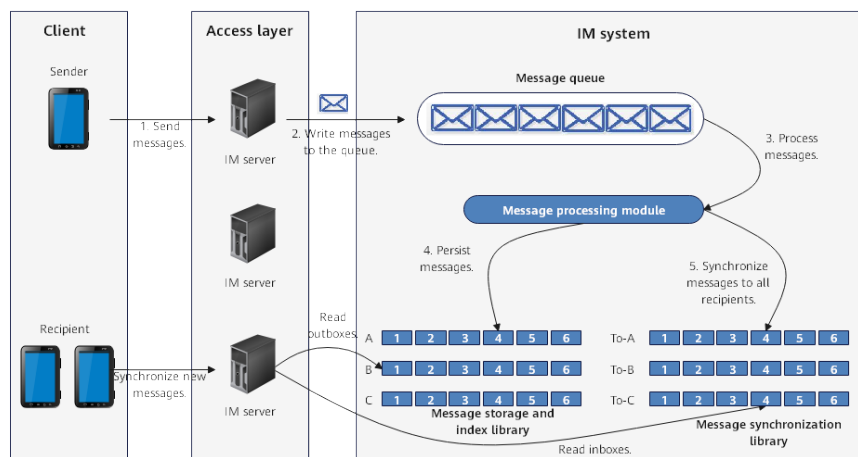 Client
Access layer
IM system
Sender
Message queue
1. Send
messages.
2. Write messages
to the queue.
IM server
3. Process
messages.
Message processing module
4. Persist
messages.
5. Synchronize
messages to all
recipients.
IM server
Recipient
Read
outboxes.
A 1 2 3 4 5 6
To-A 1 2 3 4 5 6
Synchronize new
messages.
B 1 2 3 4 5 6
To-B 1 2 3 4 5 6
IM server
C 1 2 3 4 5 6
To-C 1 2 3 4 5 6
Message storage and
index library
Message synchronization
library
Read inboxes.